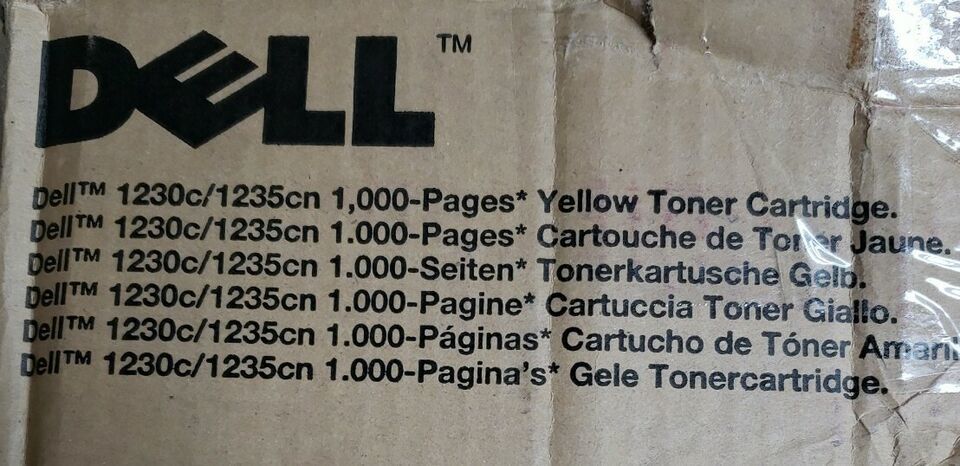 DELL™
Dell™ 1230c/1235cn 1,000-Pages* Yellow Toner Cartridge.
Dell™ 1230c/1235cn 1.000-Pages* Cartouche de Toner Jaune.
Dell™ 1230c/1235cn 1.000-Seiten* Tonerkartusche Gelb.
Dell™ 1230c/1235cn 1.000-Pagine* Cartuccia Toner Giallo.
Dell™ 1230c/1235cn 1.000-Páginas* Cartucho de Tóner Amaril
Dell™ 1230c/1235cn 1.000-Pagina's* Gele Tonercartridge.